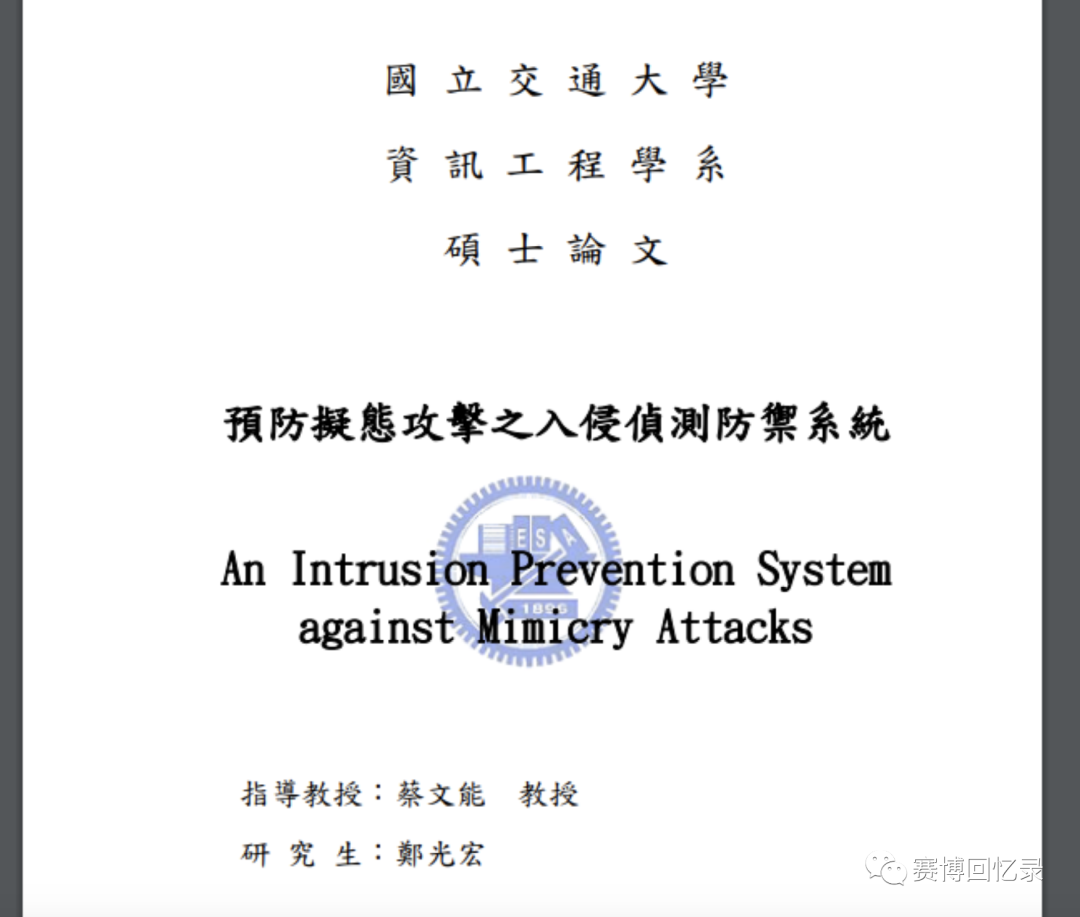 國立交通大學
資訊工程學系
碩士論文
預防擬態攻擊之入侵偵測防禦系統
ESA
An Intrusion Prevention System
1896
against Mimicry Attacks
指導教授：蔡文能 教授
研究生：鄭光宏
赛博回忆录